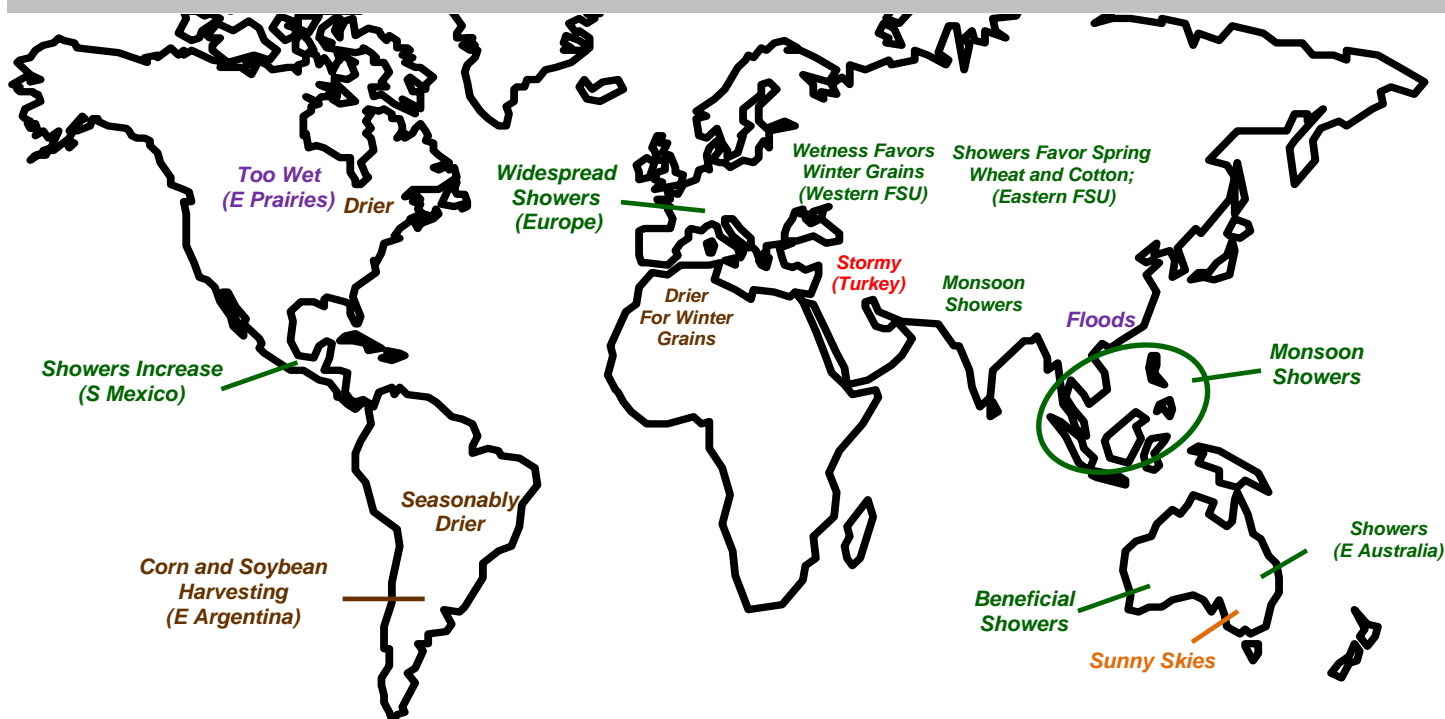 Too Wet
(E Prairies)
Drier
Widespread
Showers
(Europe)
Wetness Favors
Winter Grains
(Western FSU)
Showers Favor Spring
Wheat and Cotton;
(Eastern FSU)
Stormy
(Turkey)
Monsoon
Showers
Drier
For Winter
Grains
Floods
Showers Increase
(S Mexico)
Monsoon
Showers
Seasonably
Drier
Corn and Soybean
Harvesting
(E Argentina)
Showers
(E Australia)
Beneficial
Showers
Sunny Skies